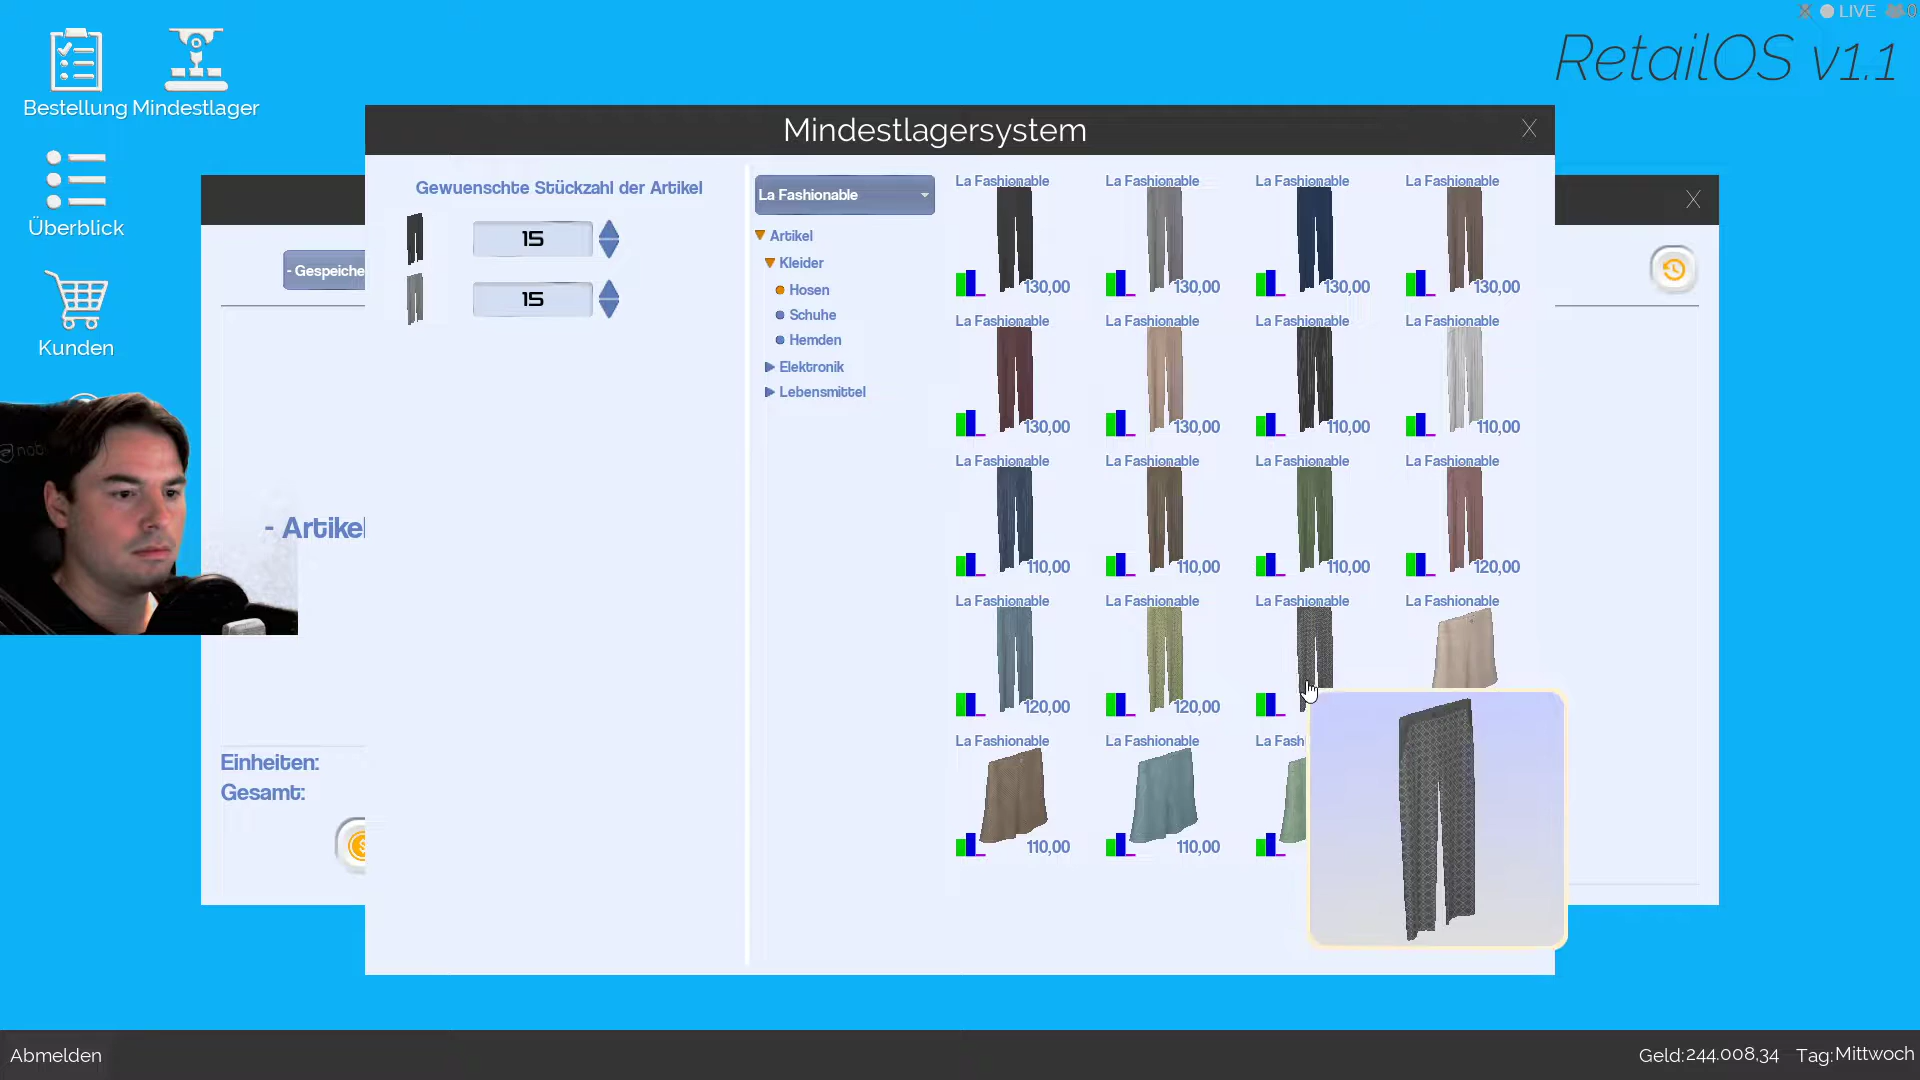 LIVE 0
RetailOS v1.1
Bestellung
Mindestlager
Überblick
Kunden
Mindestlagersystem X
X
- Gespeiche
- Artikel
Einheiten:
Gesamt:
Gewuenschte Stückzahl der Artikel
15
15
La Fashionable
Artikel
Kleider
Hosen
Schuhe
Hemden
Elektronik
Lebensmittel
La Fashionable La Fashionable La Fashionable La Fashionable
130,00 130,00 130,00 130,00
La Fashionable La Fashionable La Fashionable La Fashionable
130,00 130,00 110,00 110,00
La Fashionable La Fashionable La Fashionable La Fashionable
110,00 110,00 110,00 120,00
La Fashionable La Fashionable La Fashionable La Fashionable
120,00 120,00
La Fashionable La Fashionable La Fash
110,00 110,00
Abmelden
Geld: 244.008,34 Tag: Mittwoch